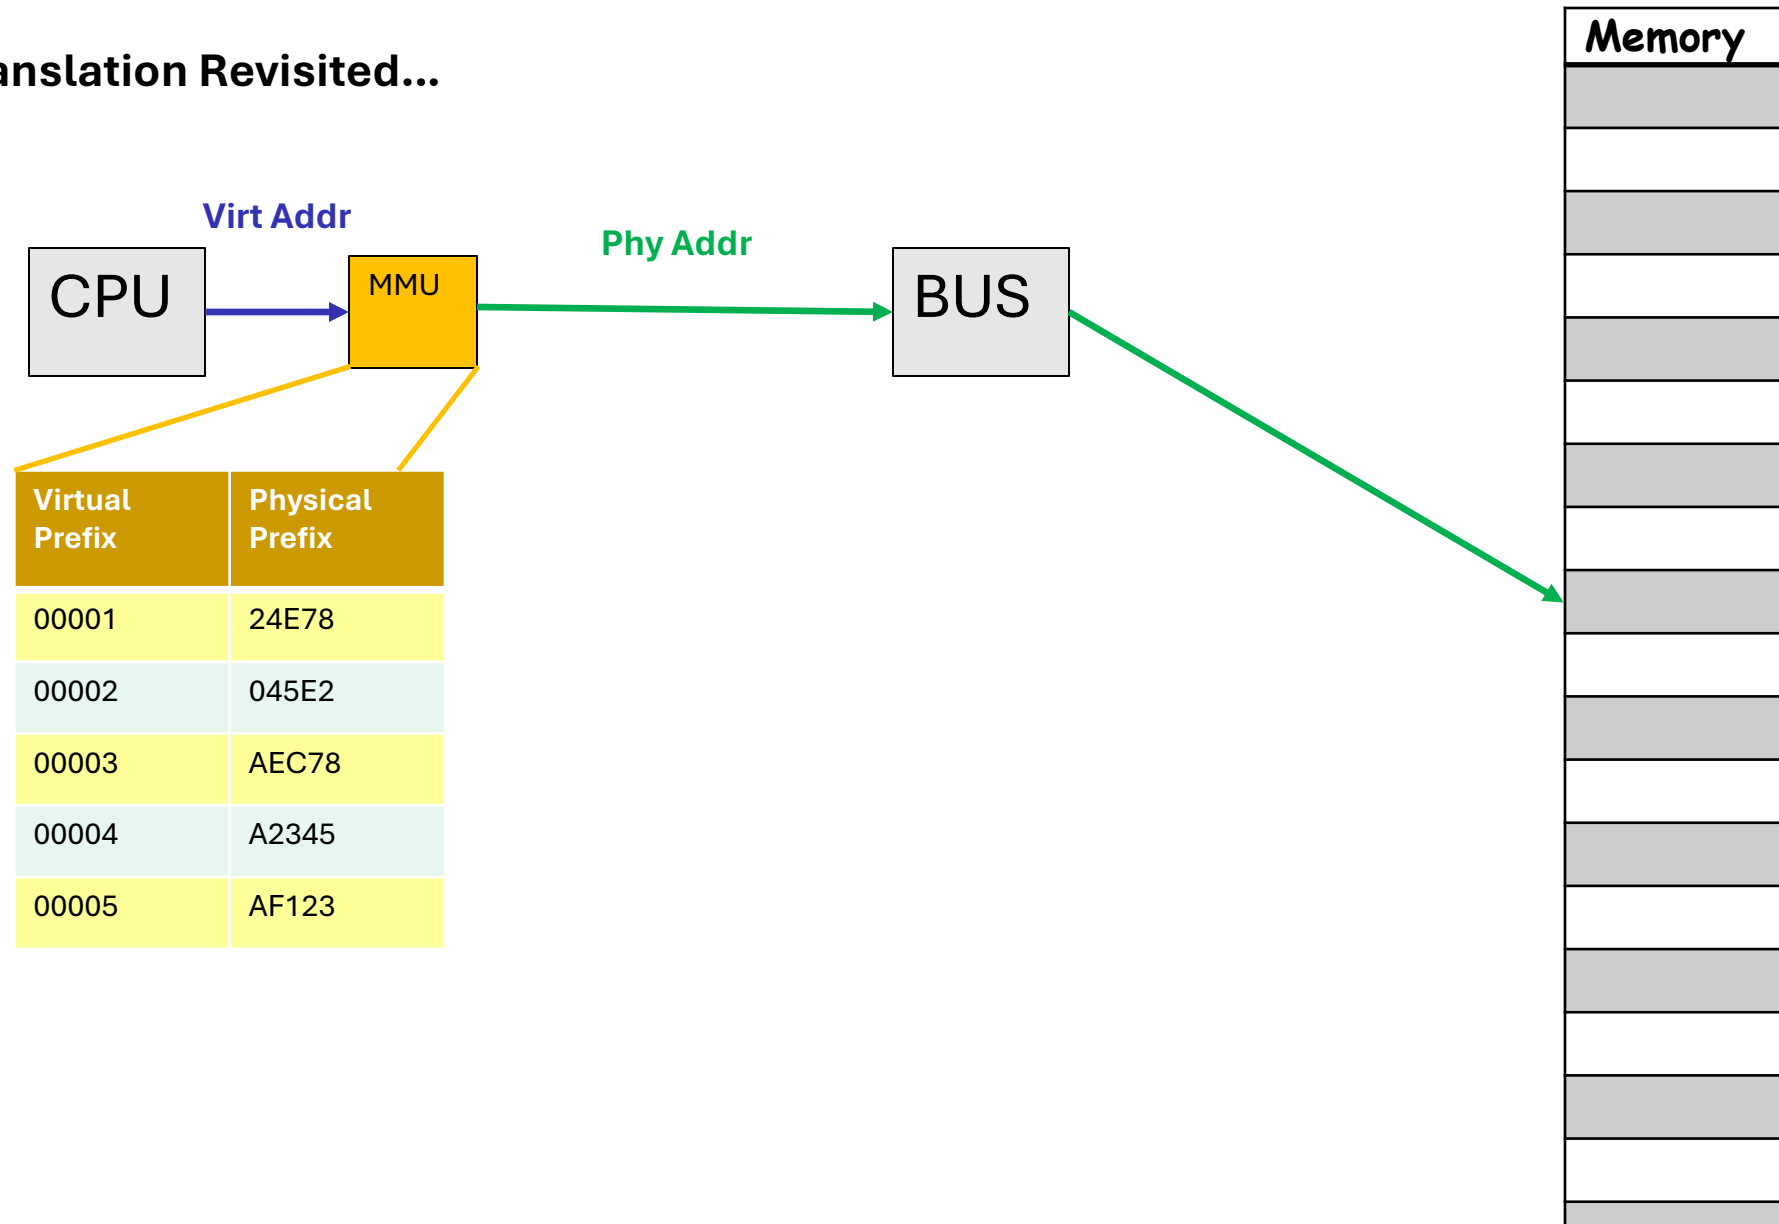 anslation Revisited...
Memory
Virt Addr
Phy Addr
CPU
MMU
BUS
Virtual Prefix
Physical Prefix
00001 24E78
00002 045E2
00003 AEC78
00004 A2345
00005 AF123